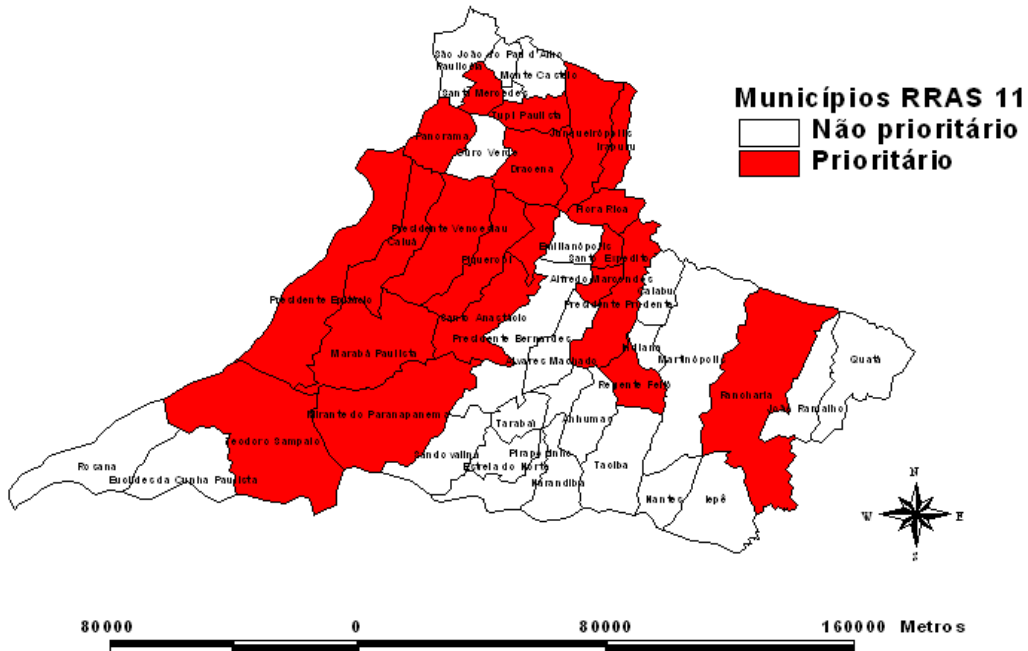 São João do Pau d'Alho
Paulicéia
Monte Castelo
Santa Mercedes
Tupi Paulista
Panorama
Junqueirópolis
Irapuru
Ouro Verde
Dracena
Flora Rica
Presidente Venceslau
Caiuá
Emilianópolis
Santo Expedito
Piquerobi
Alfredo Marcondes
Caiabu
Presidente Epitácio
Presidente Prudente
Santo Anastácio
Presidente Bernardes
Indiana
Martinópolis
Marabá Paulista
Álvares Machado
Quatá
Regente Feijó
Rancharia
João Ramalho
Mirante do Paranapanema
Tarabai
Anhumas
Teodoro Sampaio
Sandovalina
Pirapozinho
Estrela do Norte
Taciba
Rosana
Euclides da Cunha Paulista
Narandiba
Nantes
Iepê
Municípios RRAS 11
Não prioritário
Prioritário
N
W
E
S
80000 0 80000 160000 Metros